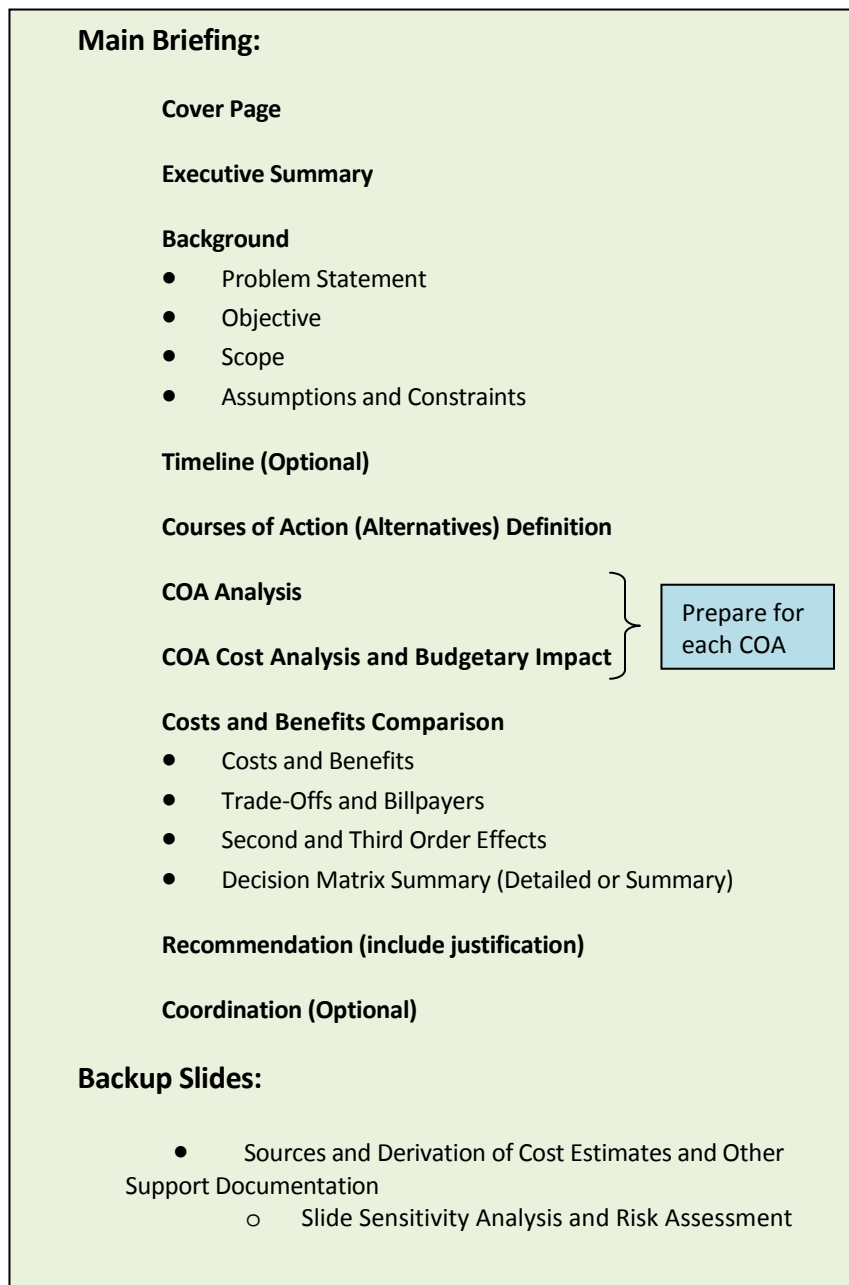 Main Briefing:
Cover Page
Executive Summary
Background
● Problem Statement
● Objective
● Scope
● Assumptions and Constraints
Timeline (Optional)
Courses of Action (Alternatives) Definition
COA Analysis
COA Cost Analysis and Budgetary Impact
Prepare for
each COA
Costs and Benefits Comparison
● Costs and Benefits
● Trade-Offs and Billpayers
● Second and Third Order Effects
● Decision Matrix Summary (Detailed or Summary)
Recommendation (include justification)
Coordination (Optional)
Backup Slides:
● Sources and Derivation of Cost Estimates and Other
Support Documentation
o Slide Sensitivity Analysis and Risk Assessment